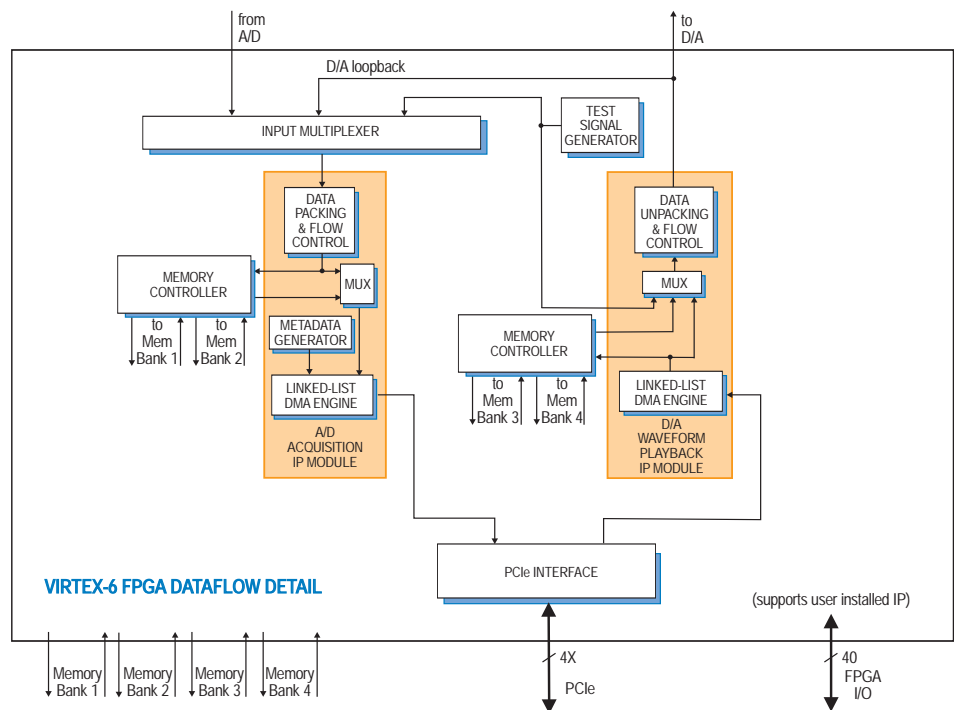 from
A/D
to
D/A
D/A loopback
INPUT MULTIPLEXER
TEST
SIGNAL
GENERATOR
DATA
PACKING
& FLOW
CONTROL
DATA
UNPACKING
& FLOW
CONTROL
MEMORY
CONTROLLER
MUX
MUX
to
Mem
Bank 1
to
Mem
Bank 2
METADATA
GENERATOR
MEMORY
CONTROLLER
to
Mem
Bank 3
to
Mem
Bank 4
LINKED-LIST
DMA ENGINE
LINKED-LIST
DMA ENGINE
A/D
ACQUISITION
IP MODULE
D/A
WAVEFORM
PLAYBACK
IP MODULE
PCIe INTERFACE
VIRTEX-6 FPGA DATAFLOW DETAIL
(supports user installed IP)
Memory
Bank 1
Memory
Bank 2
Memory
Bank 3
Memory
Bank 4
4X
PCIe
40
FPGA
I/O